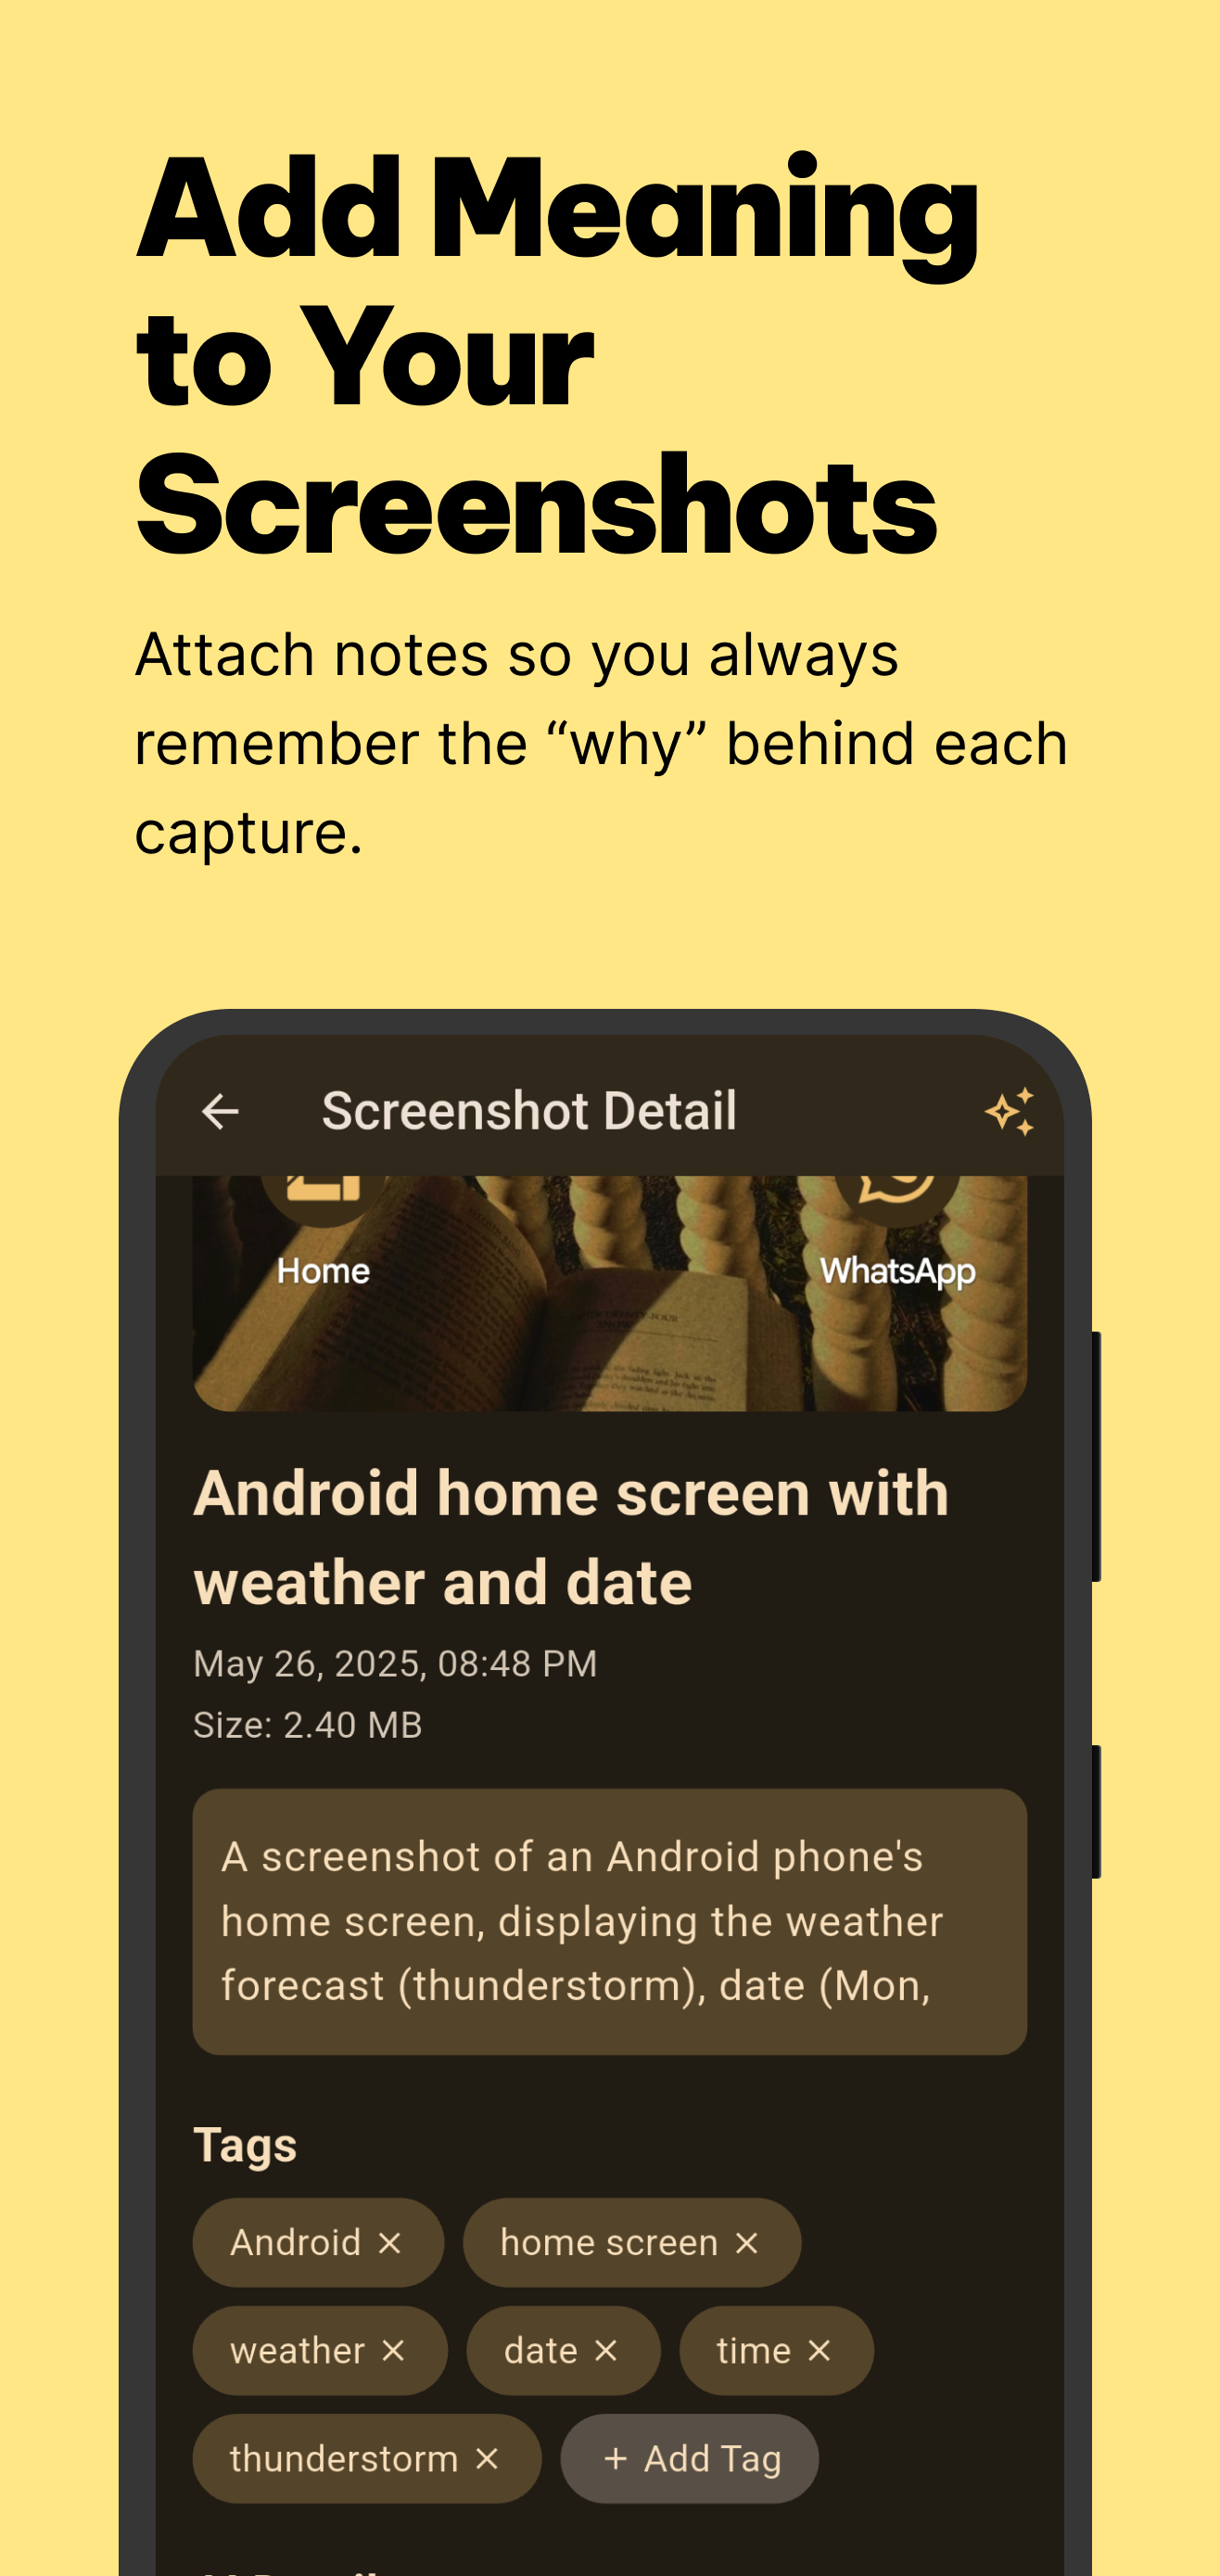 Add Meaning
to Your
Screenshots
Attach notes so you always
remember the “why” behind each
capture.
Screenshot Detail
Home
WhatsApp
Android home screen with
weather and date
May 26, 2025, 08:48 PM
Size: 2.40 MB
A screenshot of an Android phone's
home screen, displaying the weather
forecast (thunderstorm), date (Mon,
Tags
Android ×
home screen ×
weather ×
date ×
time ×
thunderstorm ×
+ Add Tag